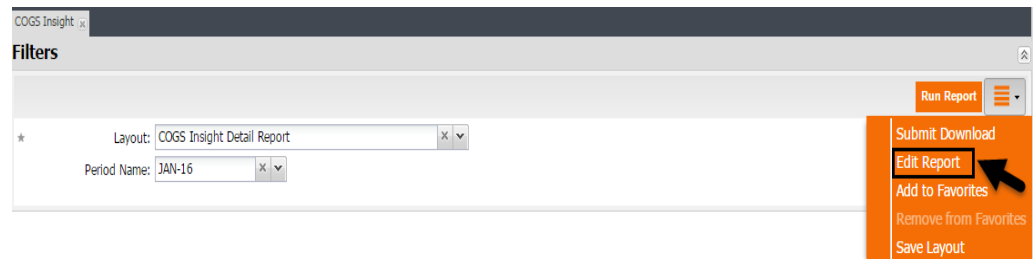 COGS Insight
Filters
Run Report
Layout: COGS Insight Detail Report
Period Name: JAN-16
Submit Download
Edit Report
Add to Favorites
Remove from Favorites
Save Layout